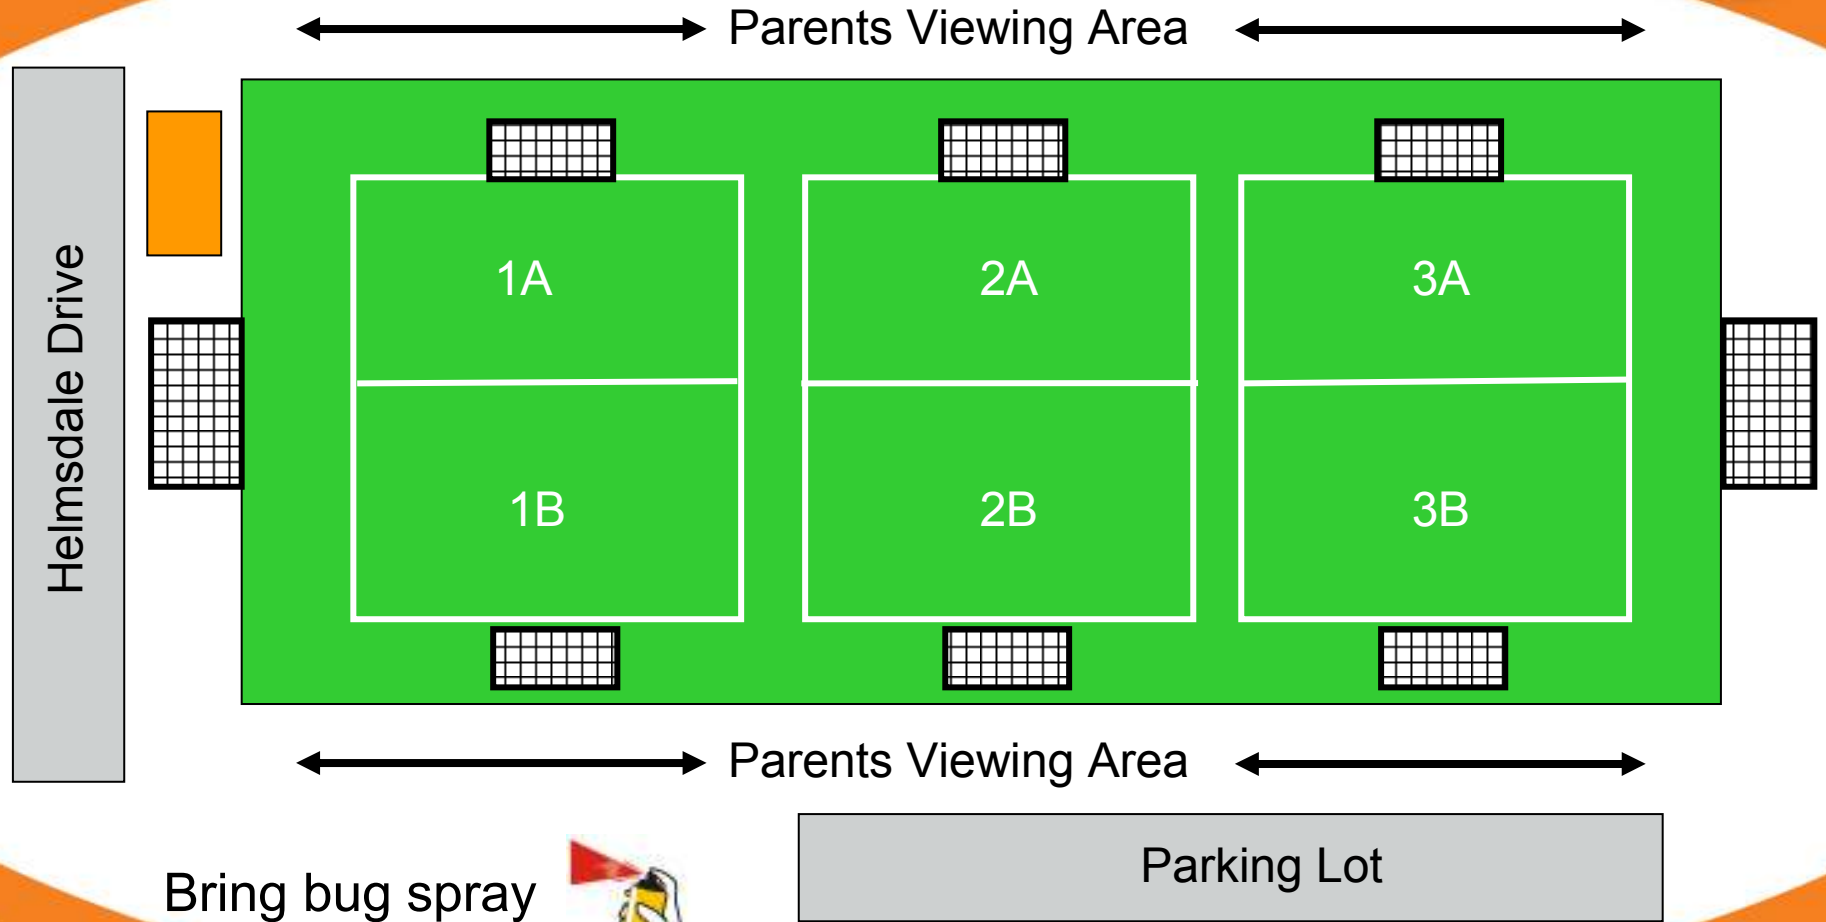 Parents Viewing Area
Helmsdale Drive
1A
2A
3A
1B
2B
3B
Parents Viewing Area
Parking Lot
Bring bug spray